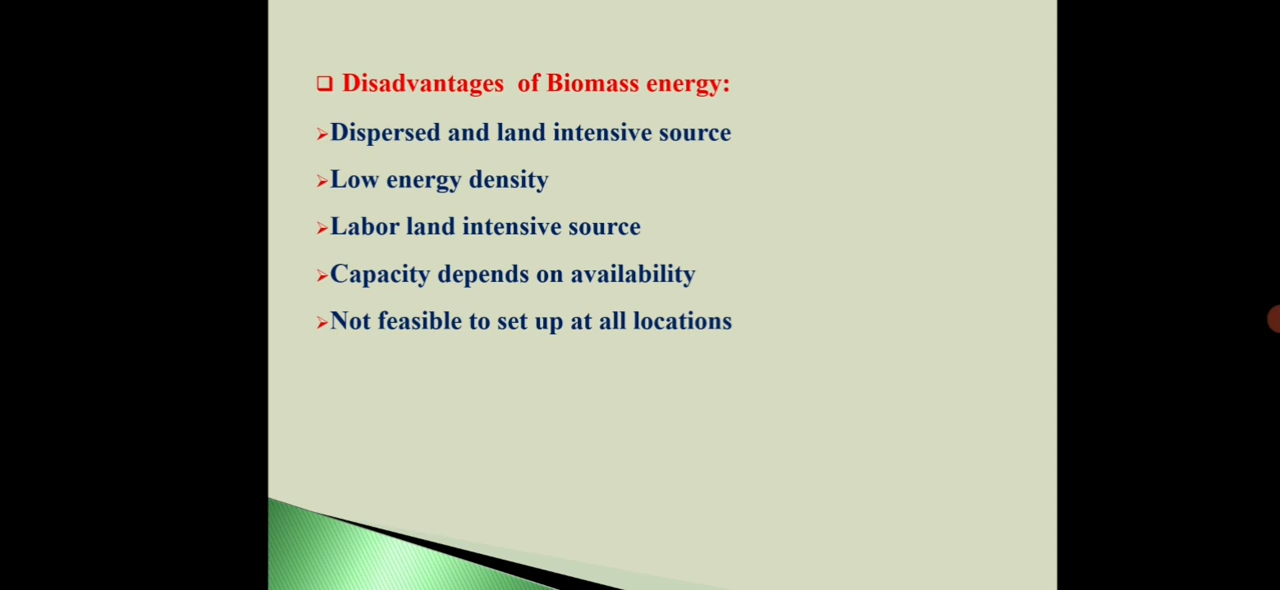 ❑ Disadvantages of Biomass energy:
➢Dispersed and land intensive source
➢Low energy density
➢Labor land intensive source
➢Capacity depends on availability
➢Not feasible to set up at all locations